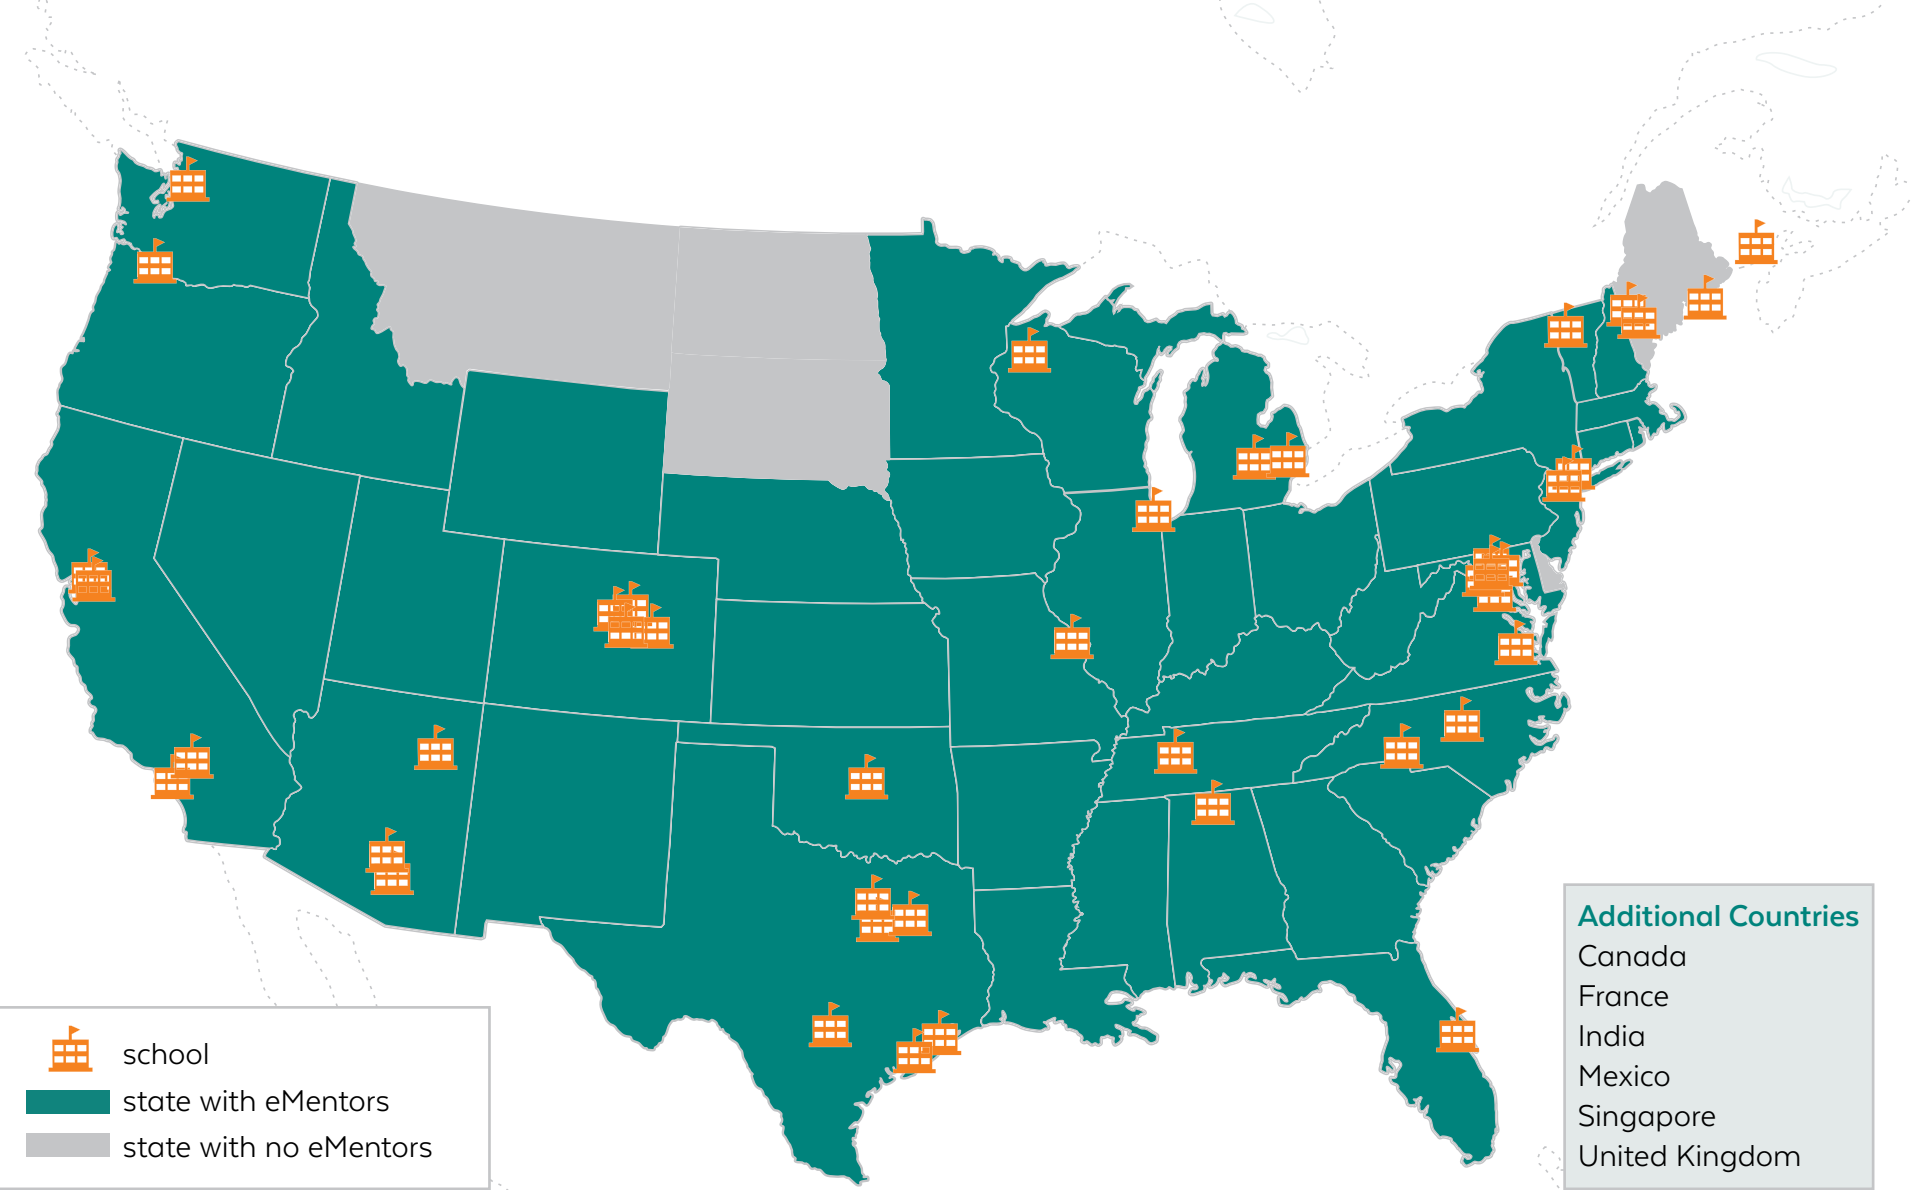 school
state with eMentors
state with no eMentors
Additional Countries
Canada
France
India
Mexico
Singapore
United Kingdom